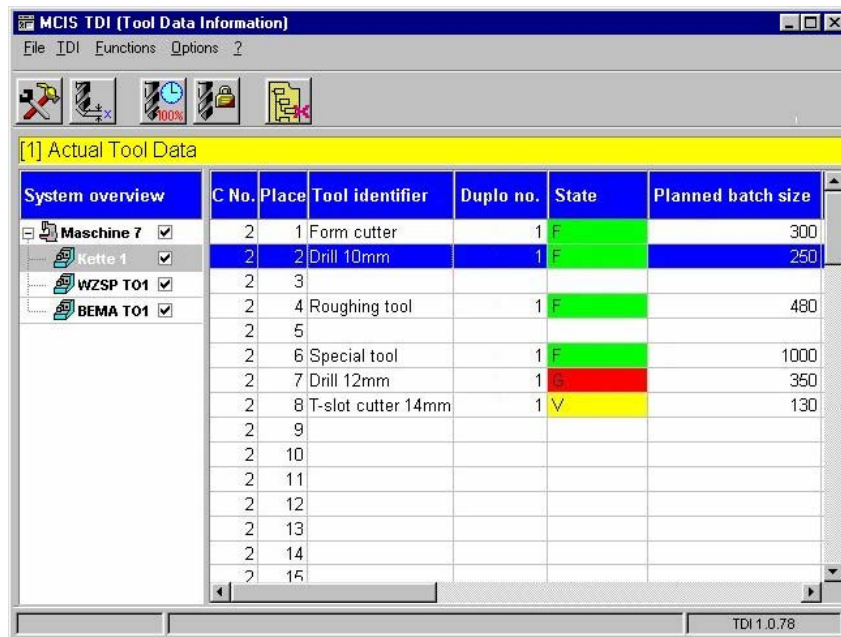 MCIS TDI (Tool Data Information)
File TDI Functions Options ?
x 100%
[1] Actual Tool Data
System overview C No. Place Tool identifier Duplo no. State Planned batch size
Maschine 7
Kette 1
WZSP TO1
BEMA TO1
2 1 Form cutter 1 F 300
2 2 Drill 10mm 1 F 250
2 3
2 4 Roughing tool 1 F 480
2 5
2 6 Special tool 1 F 1000
2 7 Drill 12mm 1 G 350
2 8 T-slot cutter 14mm 1 V 130
2 9
2 10
2 11
2 12
2 13
2 14
2 15
TDI 1.0.78